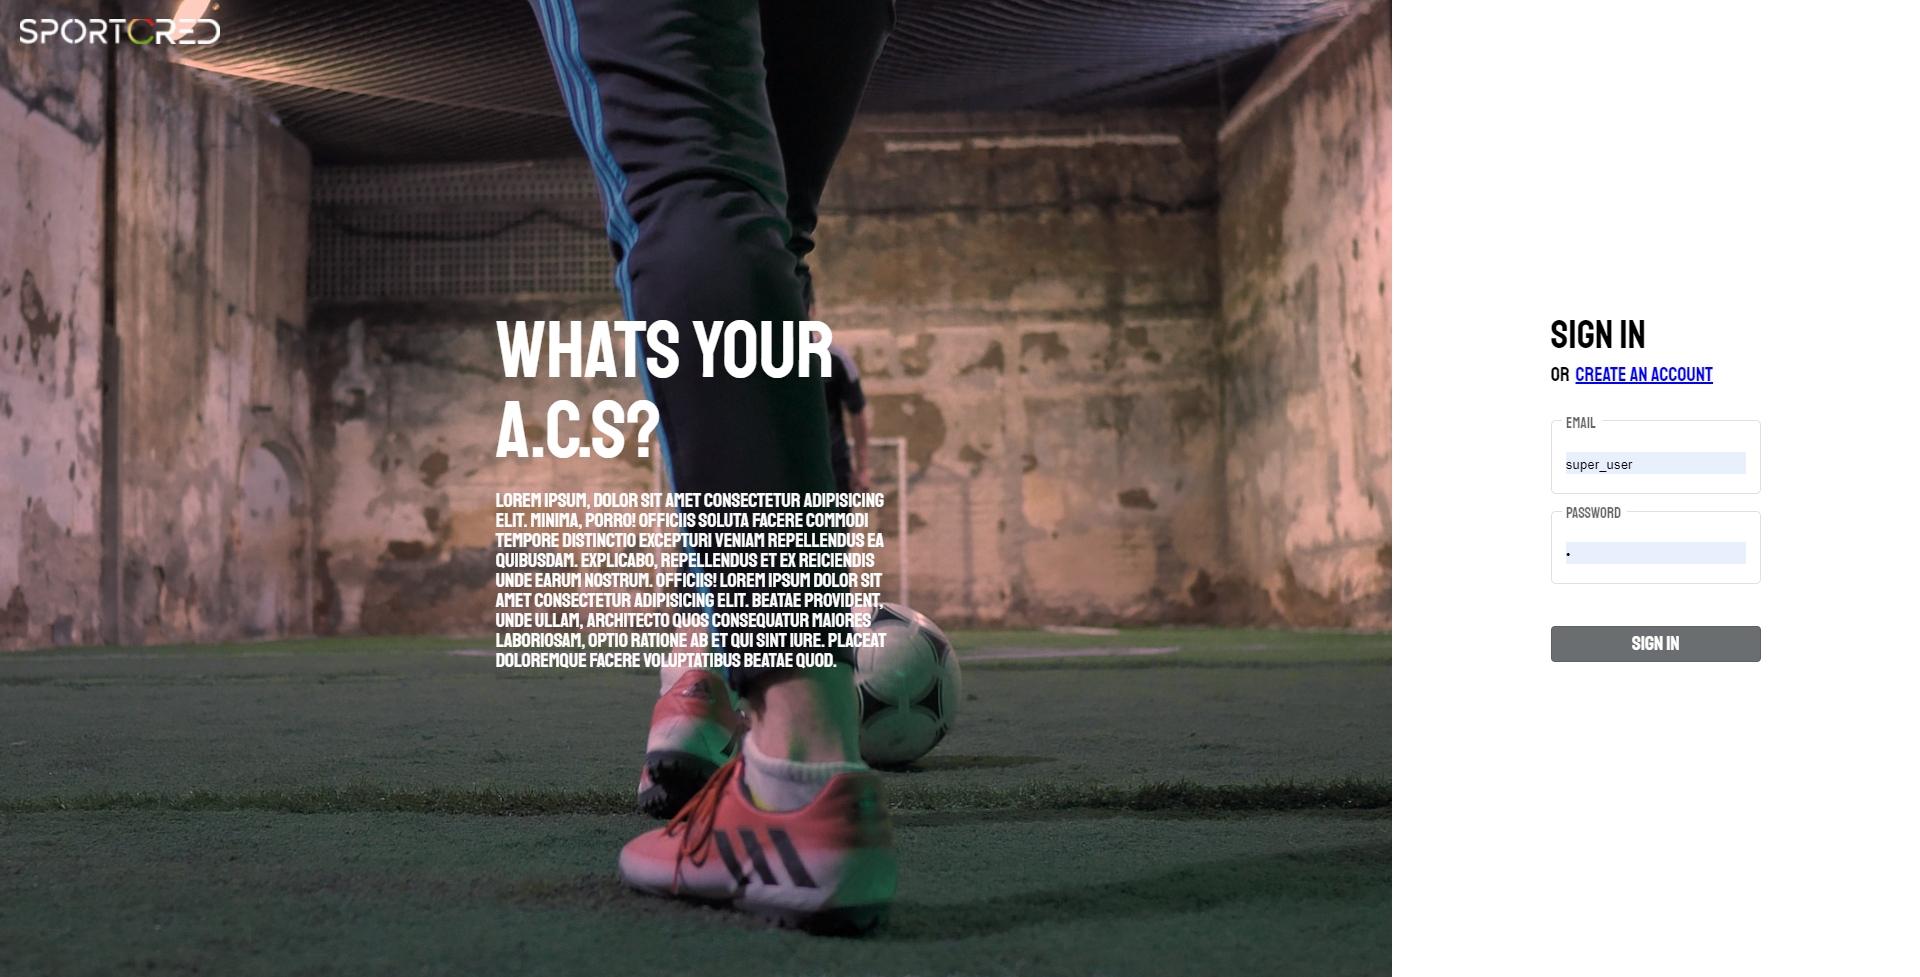 SPORTCRED
WHATS YOUR
A.C.S?
LOREM IPSUM, DOLOR SIT AMET CONSECTETUR ADIPISICING
ELIT. MINIMA, PORRO! OFFICIIS SOLUTA FACERE COMMODI
TEMPORE DISTINCTIO EXCEPTURI VENIAM REPELLENDUS EA
QUIBUSDAM. EXPLICABO, REPELLENDUS ET EX REICIENDIS
UNDE EARUM NOSTRUM. OFFICIIS! LOREM IPSUM DOLOR SIT
AMET CONSECTETUR ADIPISICING ELIT. BEATAE PROVIDENT,
UNDE ULLAM, ARCHITECTO QUOS CONSEQUATUR MAIORES
LABORIOSAM, OPTIO RATIONE AB ET QUI SINT IURE. PLACEAT
DOLOREMQUE FACERE VOLUPTATIBUS BEATAE QUOD.
SIGN IN
OR CREATE AN ACCOUNT
EMAIL
super_user
PASSWORD
•
SIGN IN